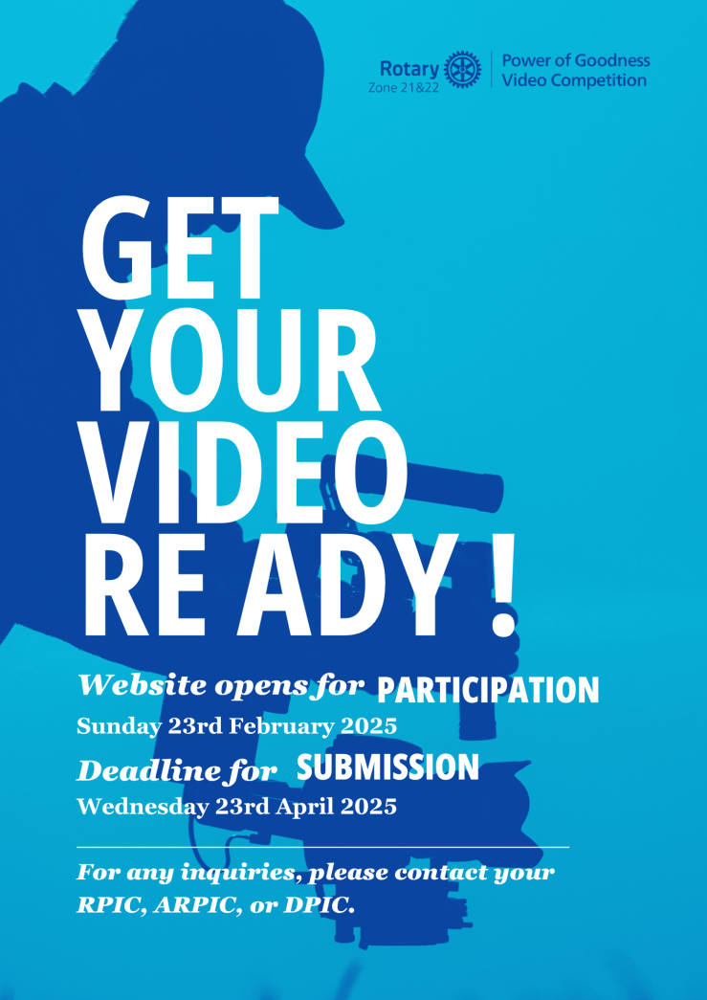 Rotary
Zone 21&22
Power of Goodness
Video Competition
GET
YOUR
VIDEO
RE ADY !
Website opens for PARTICIPATION
Sunday 23rd February 2025
Deadline for SUBMISSION
Wednesday 23rd April 2025
For any inquiries, please contact your
RPIC, ARPIC, or DPIC.